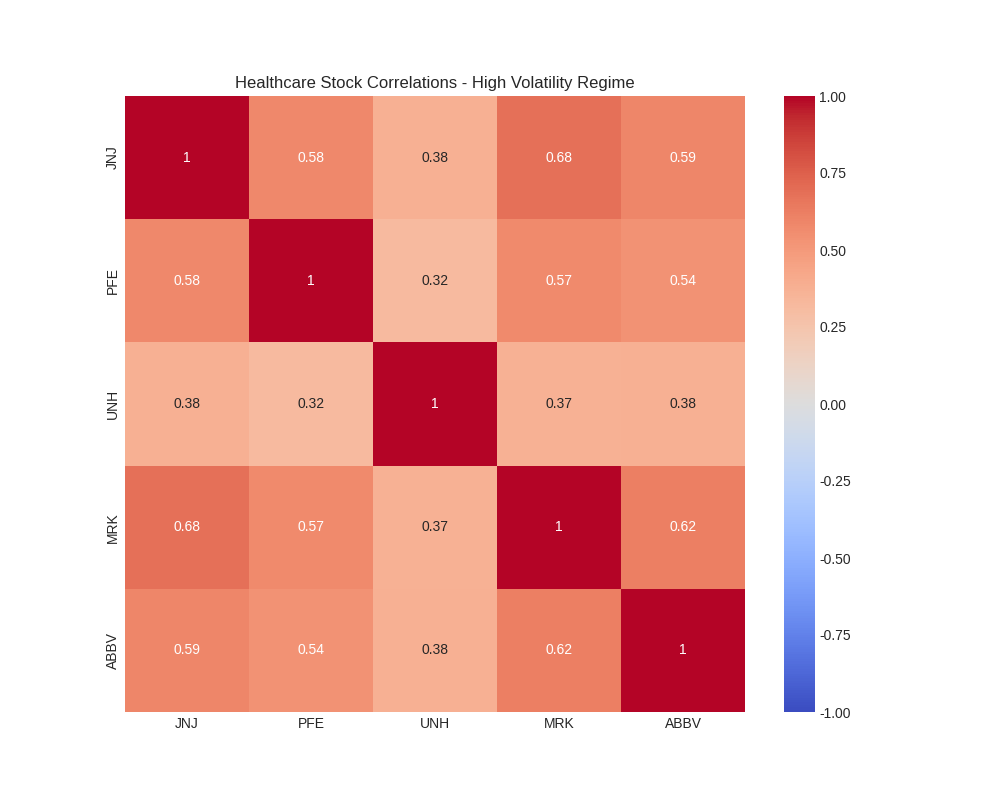 Healthcare Stock Correlations - High Volatility Regime
JNJ 1 0.58 0.38 0.68 0.59
PFE 0.58 1 0.32 0.57 0.54
UNH 0.38 0.32 1 0.37 0.38
MRK 0.68 0.57 0.37 1 0.62
ABBV 0.59 0.54 0.38 0.62 1
JNJ PFE UNH MRK ABBV
1.00
0.75
0.50
0.25
0.00
-0.25
-0.50
-0.75
-1.00